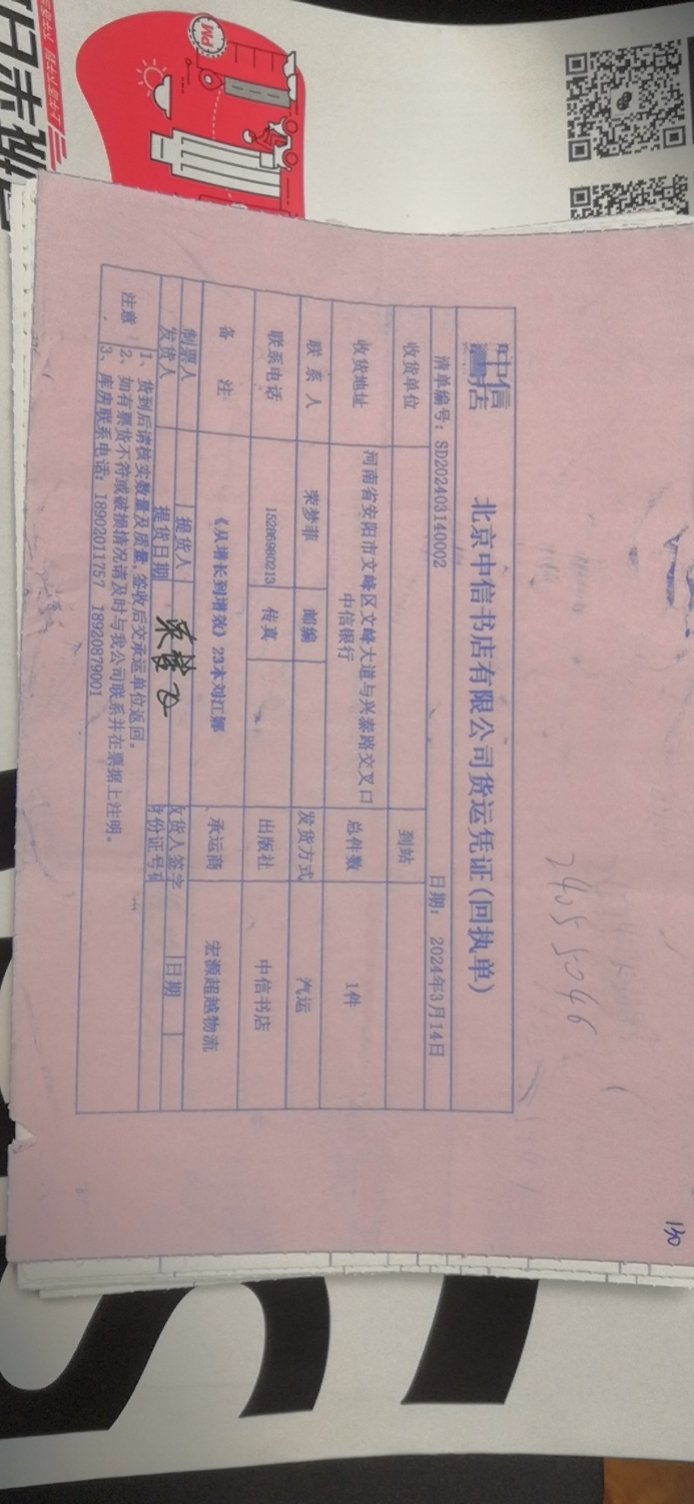 中信书店
北京中信书店有限公司货运凭证(回执单)
清单编号：SD202403140002 日期： 2024年3月14日
收货单位 到站
收货地址 河南省安阳市文峰区文峰大道与兴泰路交叉口中信银行 总件数 1件
联系人 荣梦菲 邮编 发货方式 汽运
联系电话 15286980213 传真 出版社 中信书店
备注 《从增长到增效》23本刘江娜 承运商 宏源超越物流
制票人 提货人 收货人签字 日期
发货人 提货日期 身份证号码
注意
1、货到后请核实数量及质量,签收后交承运单位返回。
2、如有票货不符或破损情况请及时与我公司联系并在票据上注明。
3、库房联系电话：18902011757 18920879001
2405 5046
130
PM